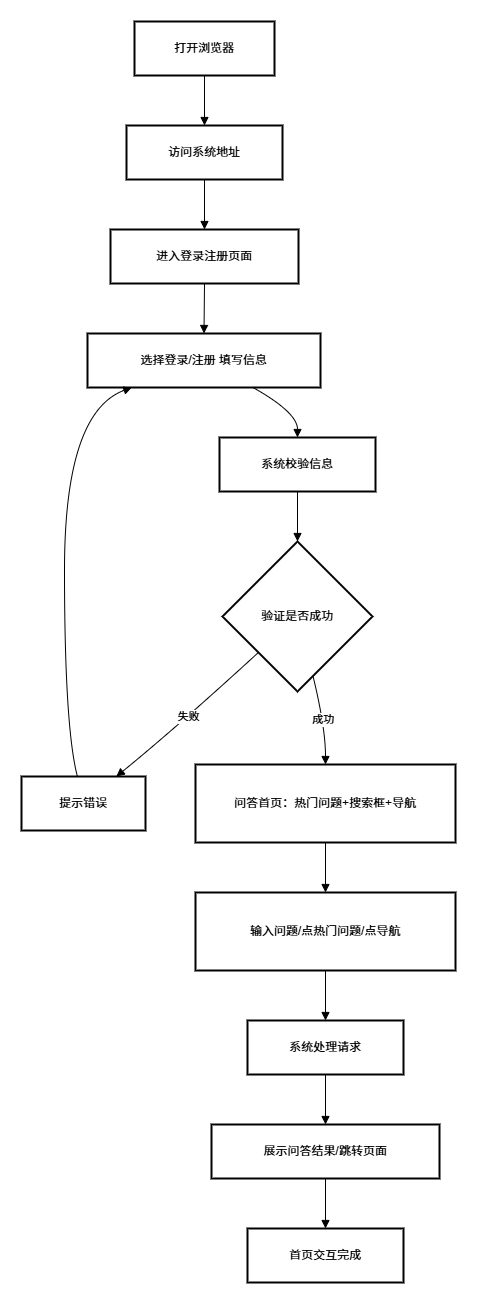 打开浏览器
访问系统地址
进入登录注册页面
选择登录/注册 填写信息
系统校验信息
验证是否成功
失败
成功
提示错误
问答首页：热门问题+搜索框+导航
输入问题/点热门问题/点导航
系统处理请求
展示问答结果/跳转页面
首页交互完成